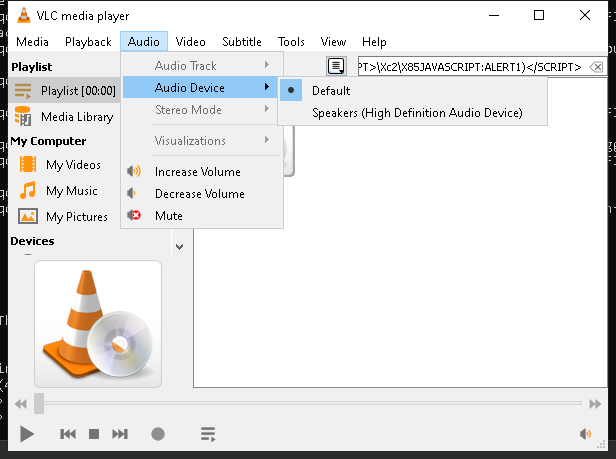 VLC media player
Media Playback Audio Video Subtitle Tools View Help
Playlist
PT>\Xc2\X85JAVASCRIPT:ALERT1)</SCRIPT>
Playlist [00:00]
Media Library
My Computer
My Videos
My Music
My Pictures
Devices
Audio Track
Audio Device
Stereo Mode
Visualizations
Increase Volume
Decrease Volume
Mute
Default
Speakers (High Definition Audio Device)